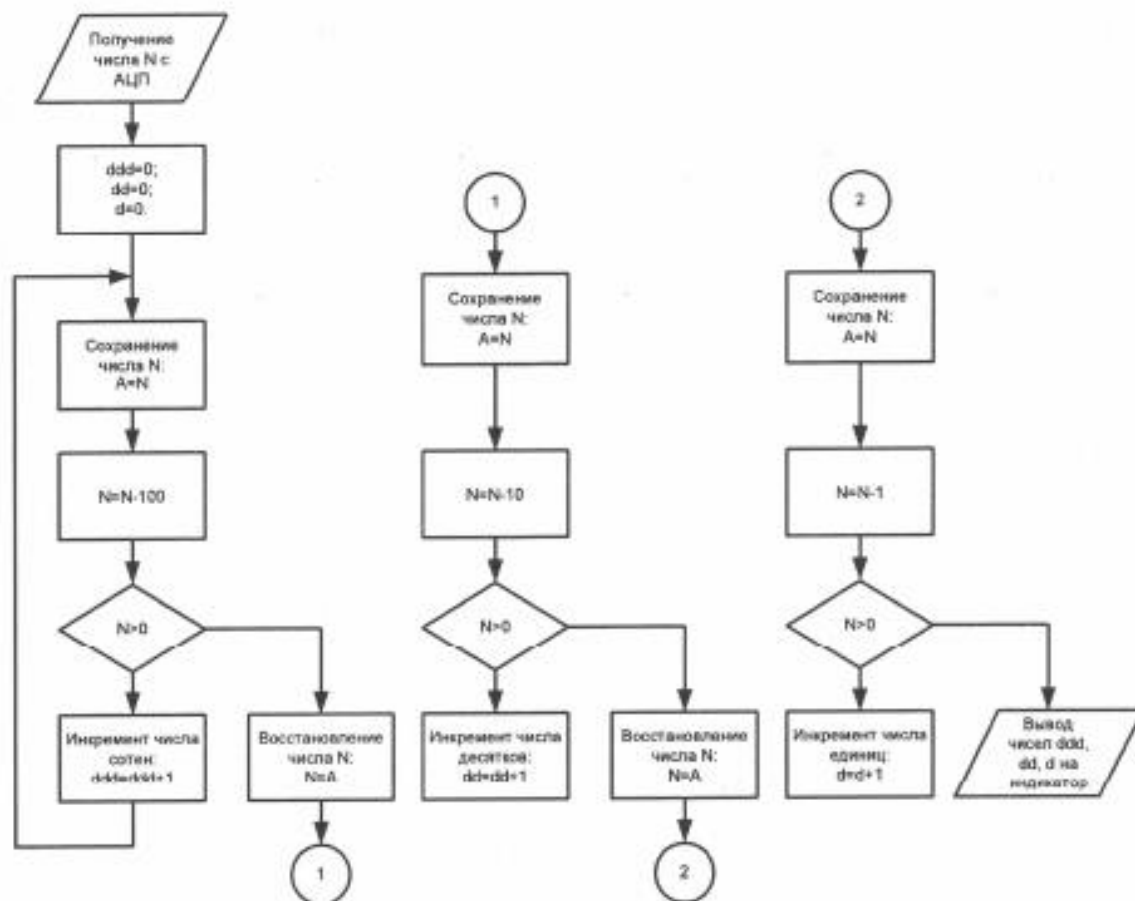 Получение
числа N с
АЦП
ddd=0;
dd=0;
d=0.
Сохранение
числа N:
A=N
N=N-100
N>0
Инкремент числа
сотен:
ddd=ddd+1
Восстановление
числа N:
N=A
1
1
Сохранение
числа N:
A=N
N=N-10
N>0
Инкремент числа
десятков:
dd=dd+1
Восстановление
числа N:
N=A
2
2
Сохранение
числа N:
A=N
N=N-1
N>0
Инкремент числа
единиц:
d=d+1
Вывод
чисел ddd,
dd, d на
индикатор